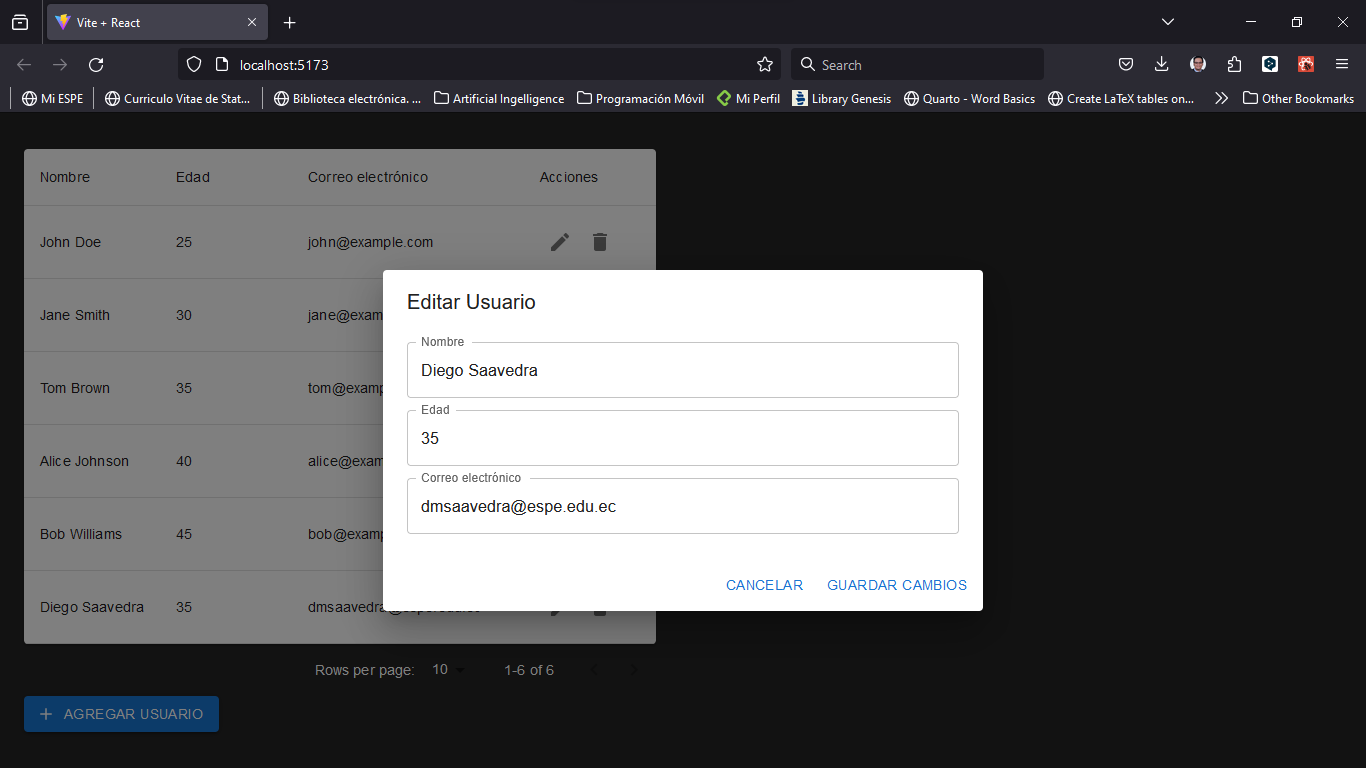 Vite + React
localhost:5173
Search
Mi ESPE
Curriculo Vitae de Stat...
Biblioteca electrónica. ...
Artificial Ingelligence
Programación Móvil
Mi Perfil
Library Genesis
Quarto - Word Basics
Create LaTeX tables on...
Other Bookmarks
Nombre Edad Correo electrónico Acciones
John Doe 25 john@example.com
Jane Smith 30 jane@exam
Tom Brown 35 tom@examp
Alice Johnson 40 alice@exam
Bob Williams 45 bob@examp
Diego Saavedra 35 dmsaavedra@espe.edu.ec
Editar Usuario
Nombre
Diego Saavedra
Edad
35
Correo electrónico
dmsaavedra@espe.edu.ec
CANCELAR GUARDAR CAMBIOS
Rows per page: 10 1-6 of 6
AGREGAR USUARIO